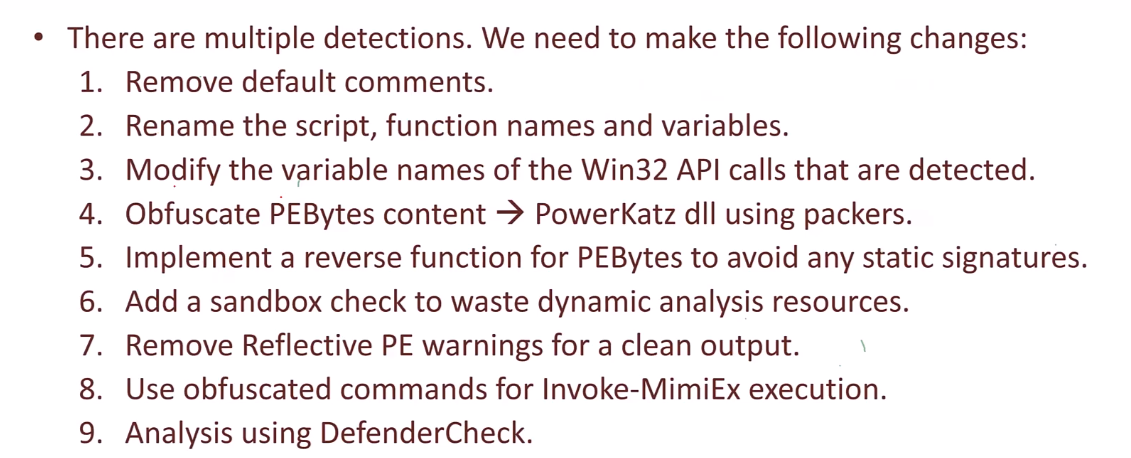 • There are multiple detections. We need to make the following changes:
1. Remove default comments.
2. Rename the script, function names and variables.
3. Modify the variable names of the Win32 API calls that are detected.
4. Obfuscate PEBytes content → PowerKatz dll using packers.
5. Implement a reverse function for PEBytes to avoid any static signatures.
6. Add a sandbox check to waste dynamic analysis resources.
7. Remove Reflective PE warnings for a clean output.
8. Use obfuscated commands for Invoke-MimiEx execution.
9. Analysis using DefenderCheck.